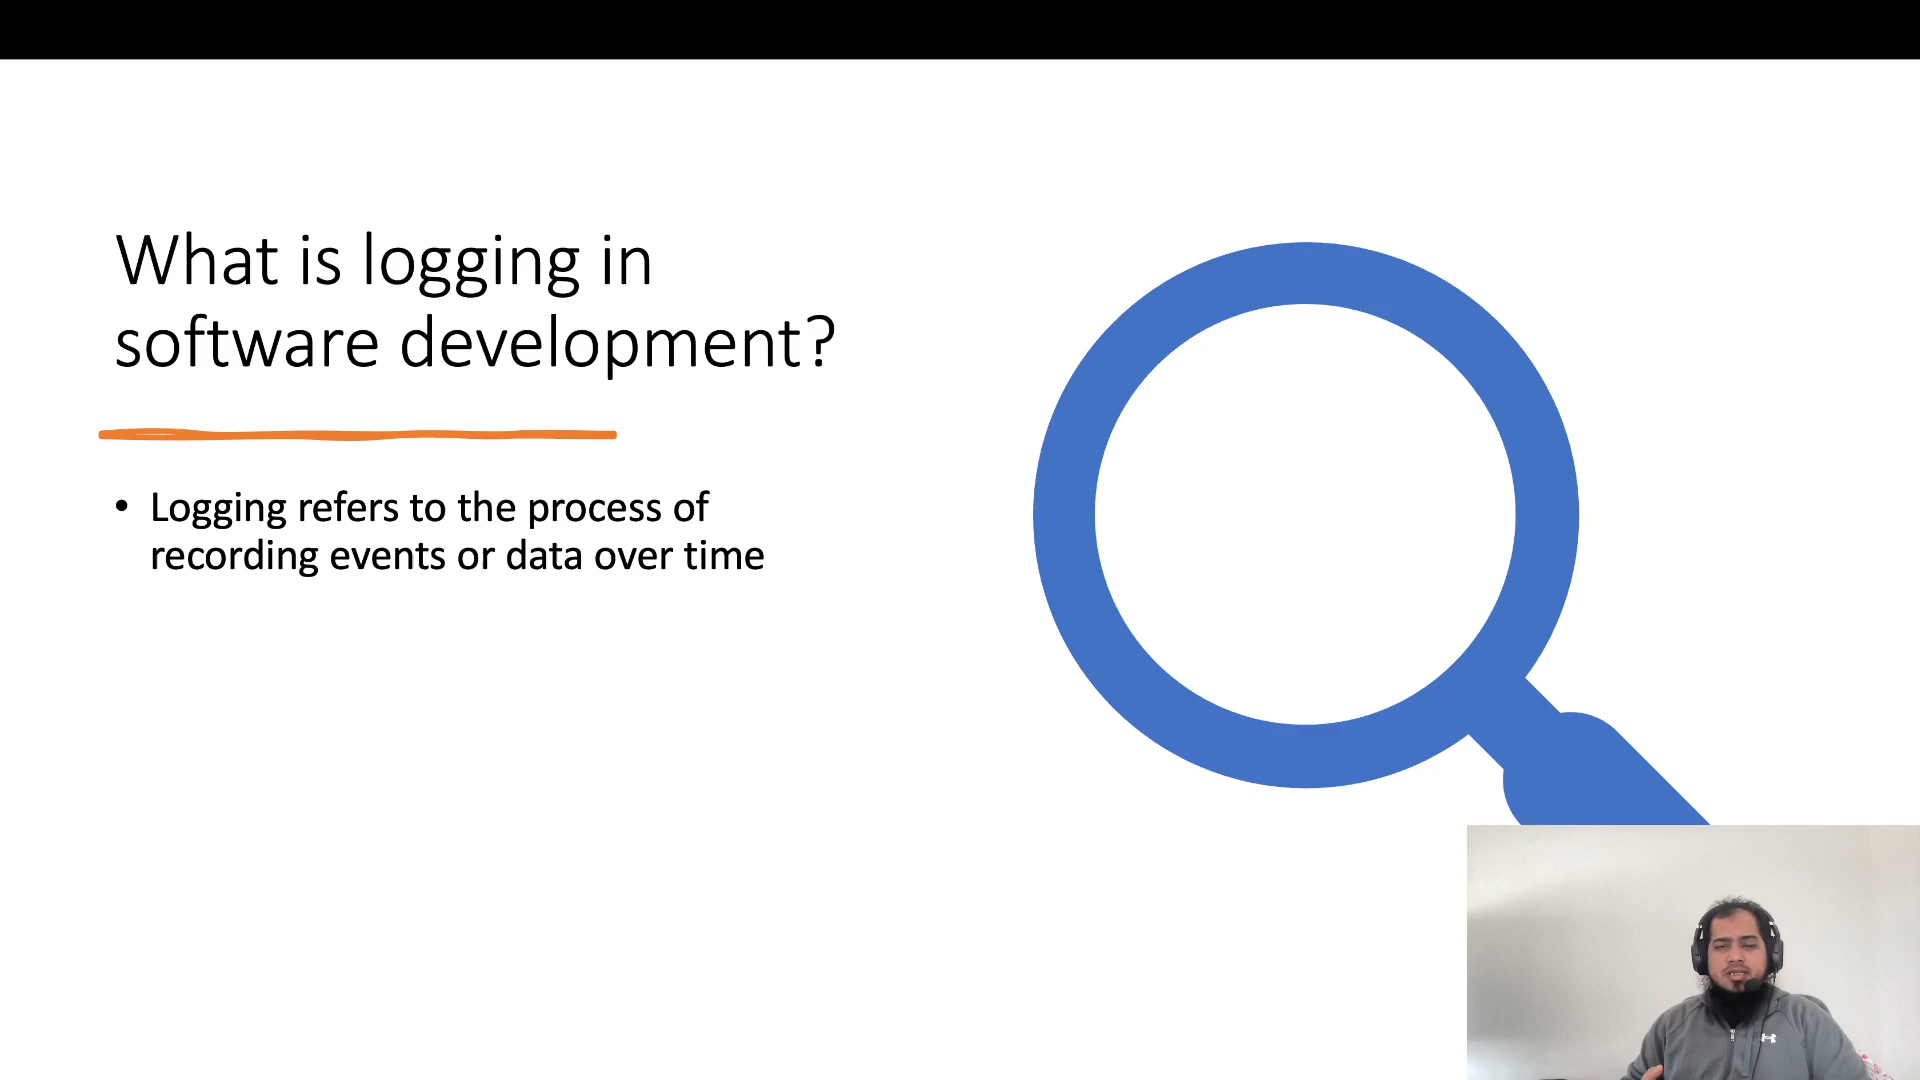 What is logging in
software development?
• Logging refers to the process of
recording events or data over time